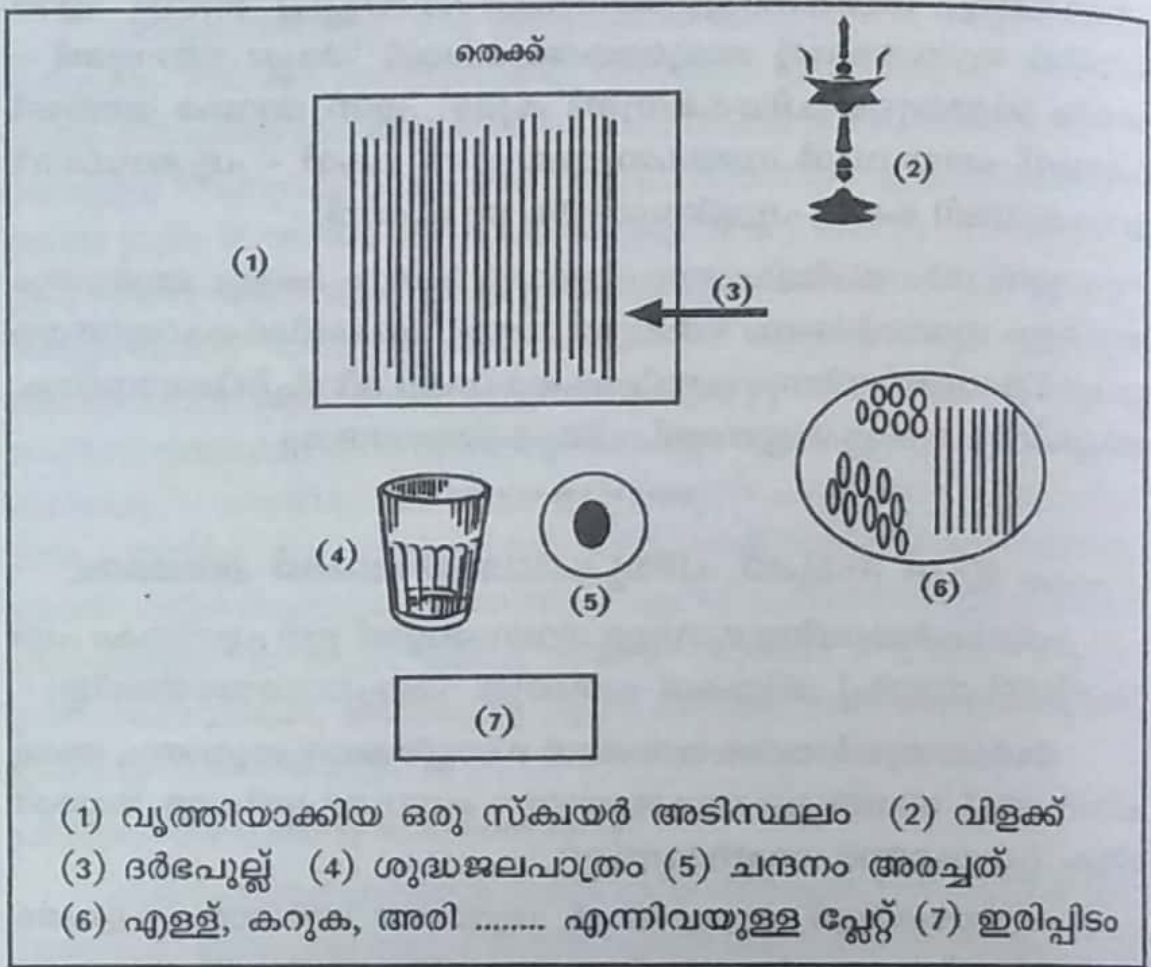 തെക്ക്
(2)
(1)
(3)
(4)
(5)
(6)
(7)
(1) വൃത്തിയാക്കിയ ഒരു സ്ക്വയർ അടിസ്ഥലം (2) വിളക്ക്
(3) ദർഭപുല്ല് (4) ശുദ്ധജലപാത്രം (5) ചന്ദനം അരച്ചത്
(6) എള്ള്, കറുക, അരി ........ എന്നിവയുള്ള പ്ലേറ്റ് (7) ഇരിപ്പിടം